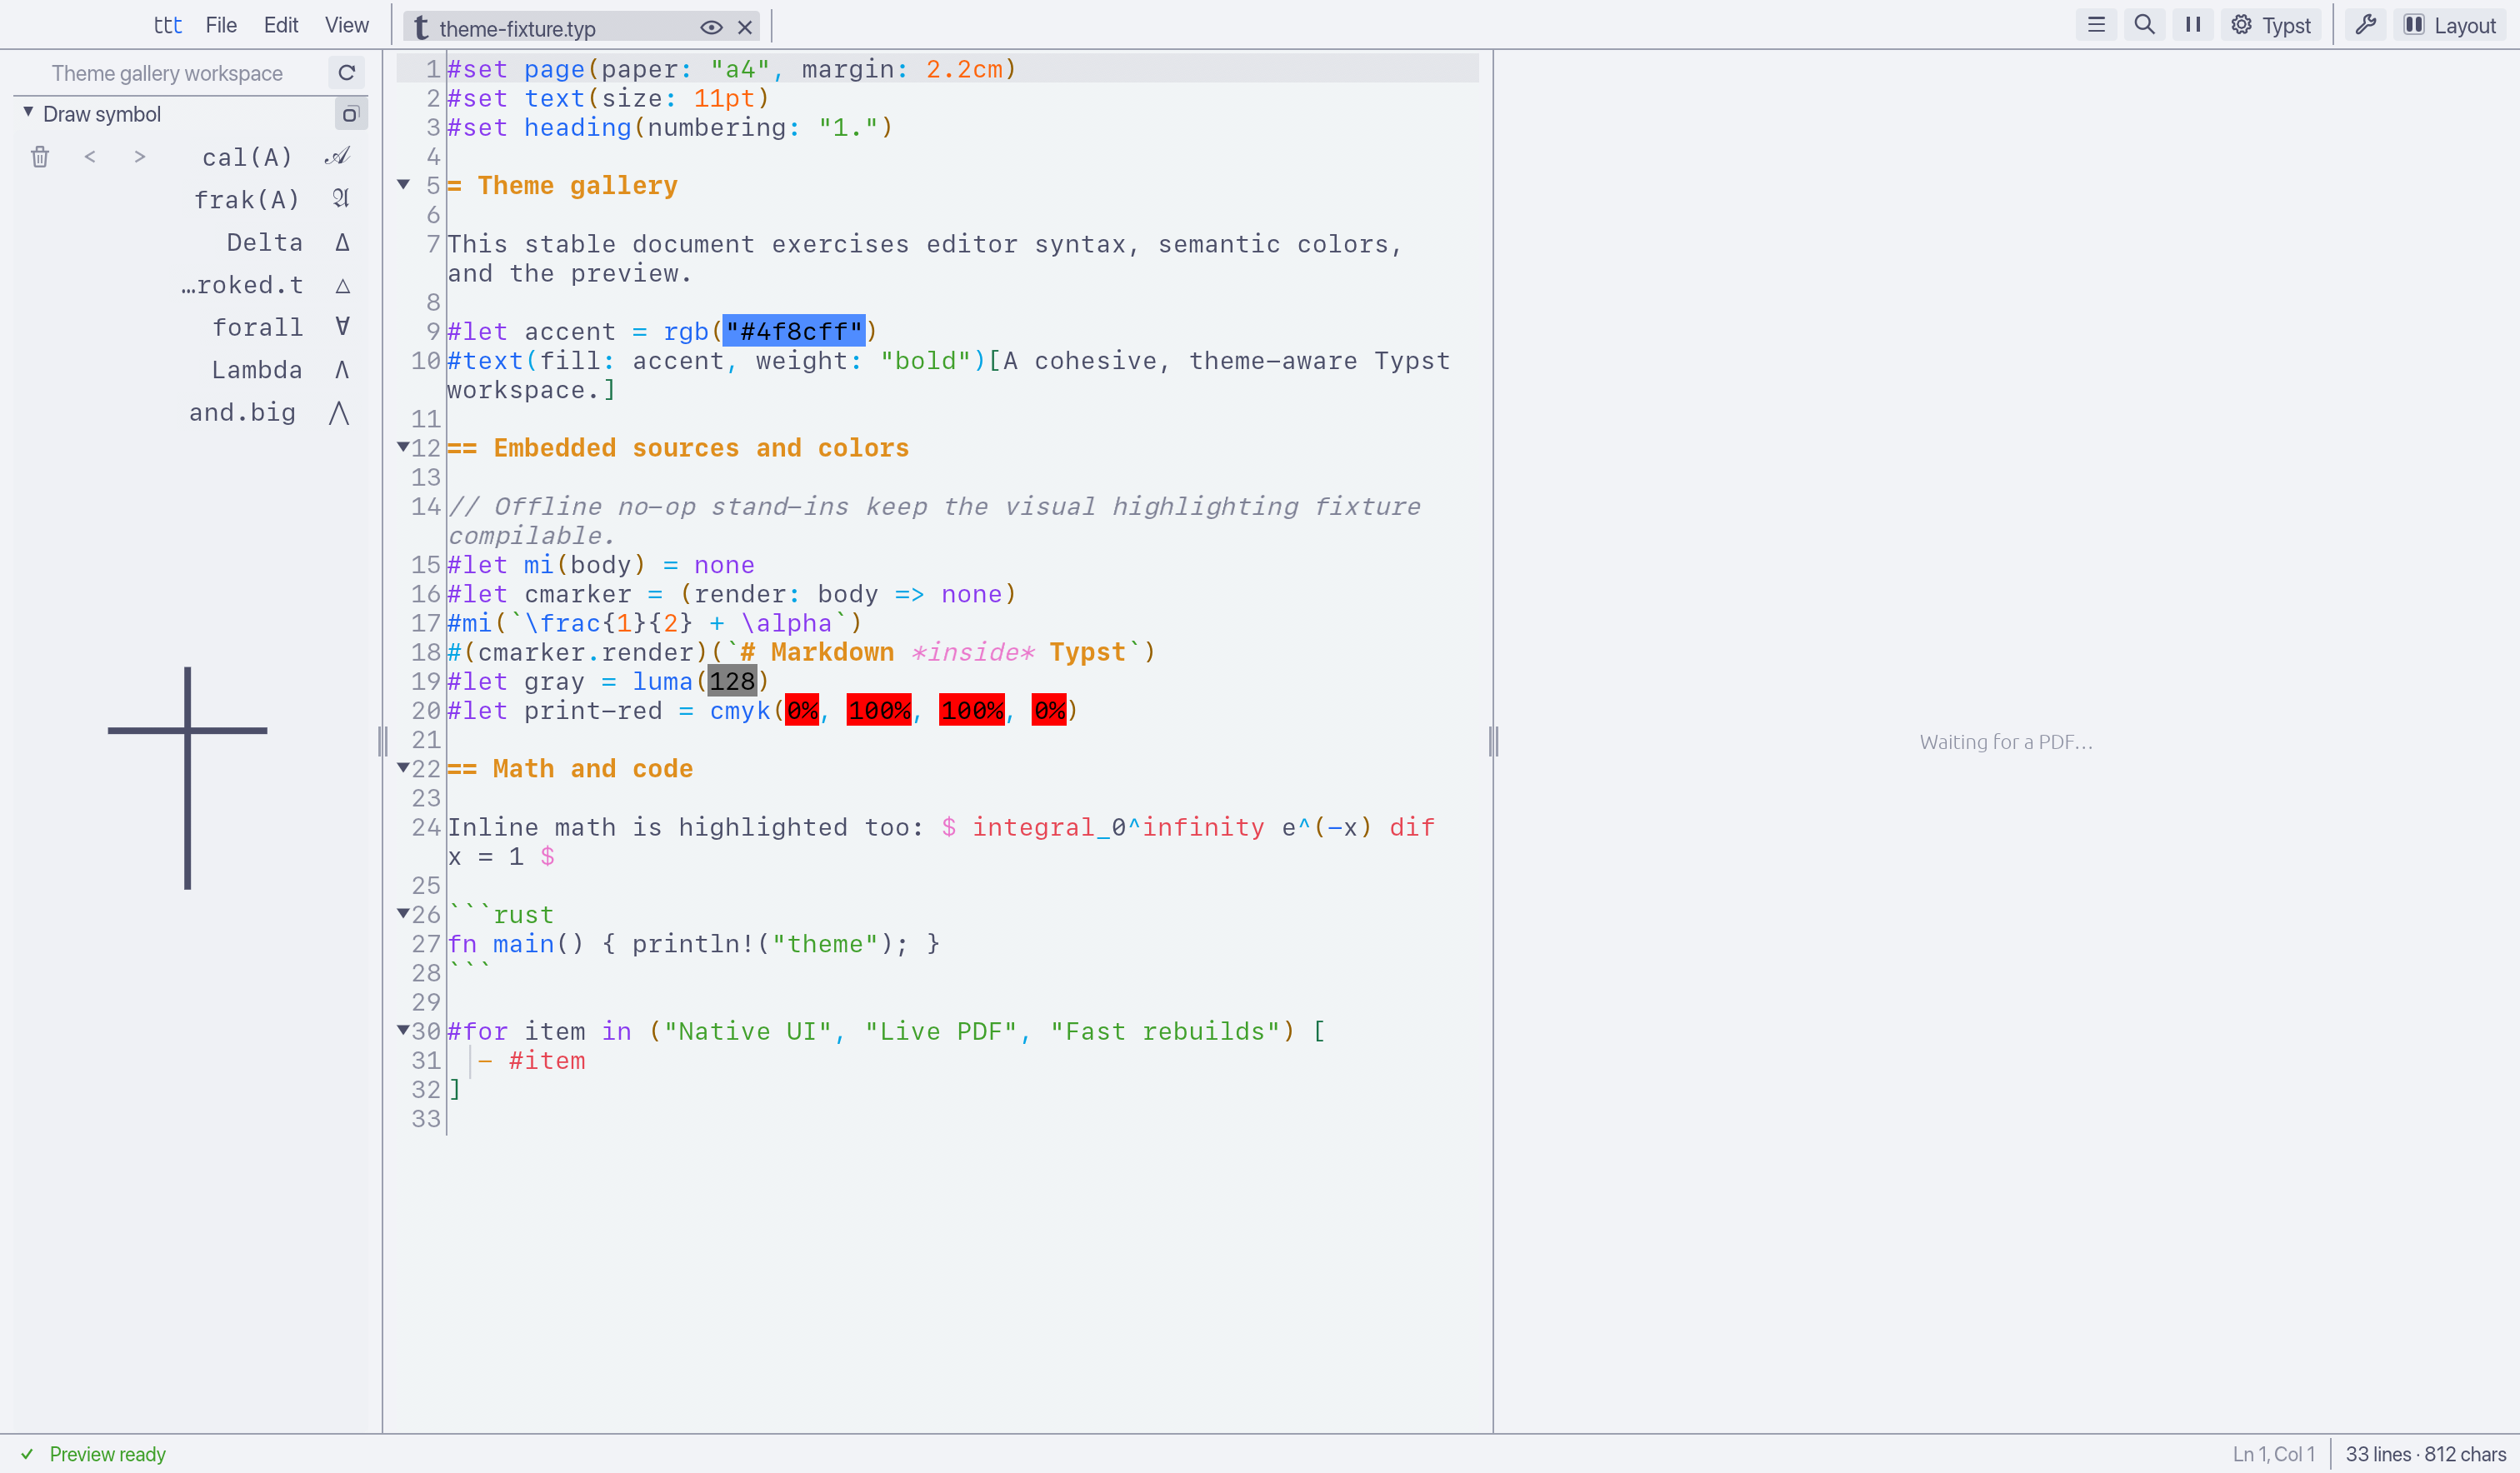 ttt File Edit View theme-fixture.typ Typst Layout
Theme gallery workspace
Draw symbol
< > cal(A) 𝒜
frak(A) 𝔄
Delta Δ
…roked.t △
forall ∀
Lambda Λ
and.big ⋀
1 #set page(paper: "a4", margin: 2.2cm)
2 #set text(size: 11pt)
3 #set heading(numbering: "1.")
4
5 = Theme gallery
6
7 This stable document exercises editor syntax, semantic colors,
and the preview.
8
9 #let accent = rgb("#4f8cff")
10 #text(fill: accent, weight: "bold")[A cohesive, theme-aware Typst
workspace.]
11
12 == Embedded sources and colors
13
14 // Offline no-op stand-ins keep the visual highlighting fixture
compilable.
15 #let mi(body) = none
16 #let cmarker = (render: body => none)
17 #mi(`\frac{1}{2} + \alpha`)
18 #(cmarker.render)(`# Markdown *inside* Typst`)
19 #let gray = luma(128)
20 #let print-red = cmyk(0%, 100%, 100%, 0%)
21
22 == Math and code
23
24 Inline math is highlighted too: $ integral_0^infinity e^(-x) dif
x = 1 $
25
26 ```rust
27 fn main() { println!("theme"); }
28 ```
29
30 #for item in ("Native UI", "Live PDF", "Fast rebuilds") [
31 - #item
32 ]
33
Waiting for a PDF…
Preview ready
Ln 1, Col 1 33 lines · 812 chars